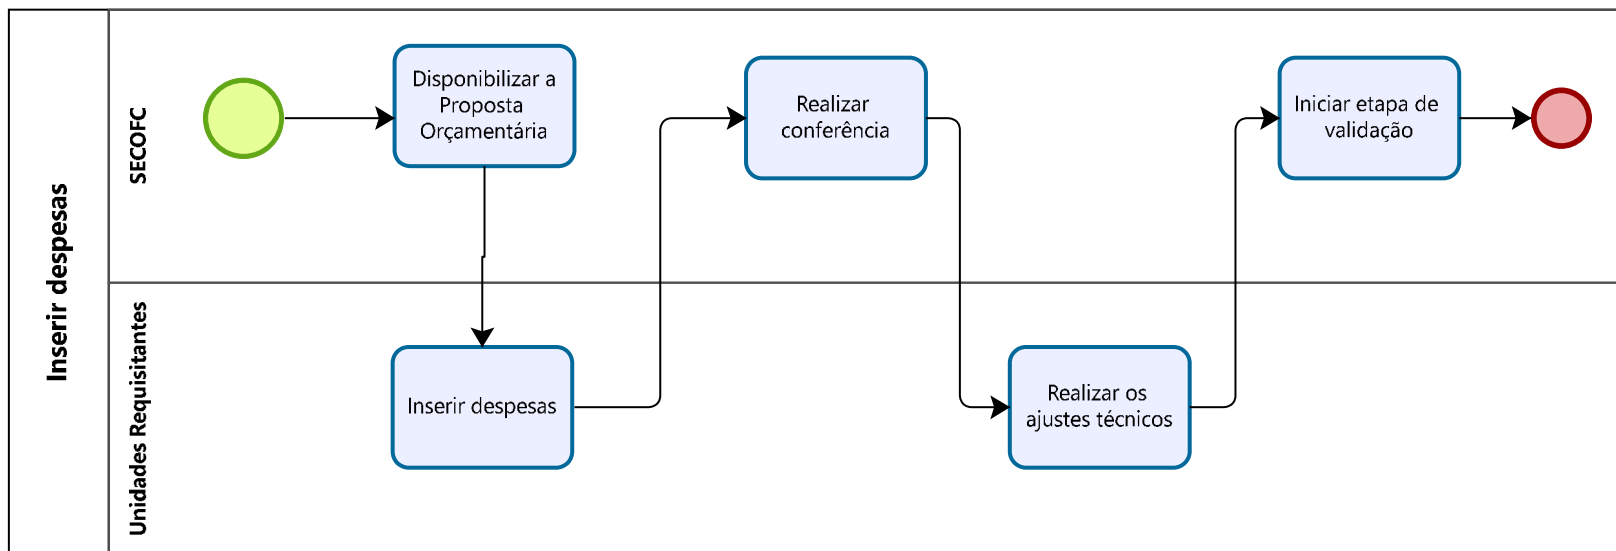 Inserir despesas
SECOFC
Disponibilizar a
Proposta
Orçamentária
Realizar
conferência
Iniciar etapa de
validação
Unidades Requisitantes
Inserir despesas
Realizar os
ajustes técnicos